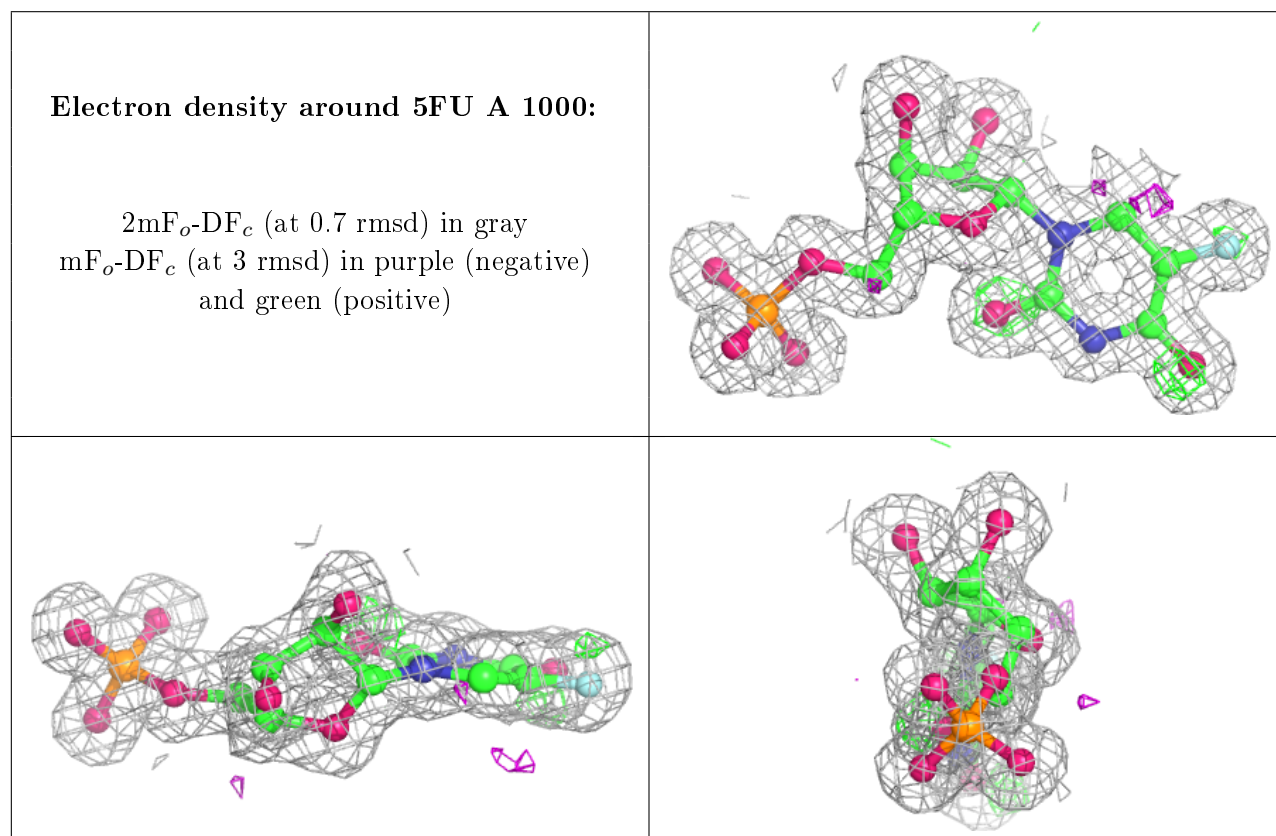 Electron density around 5FU A 1000:
2mFₒ-DF𝒸 (at 0.7 rmsd) in gray
mFₒ-DF𝒸 (at 3 rmsd) in purple (negative)
and green (positive)